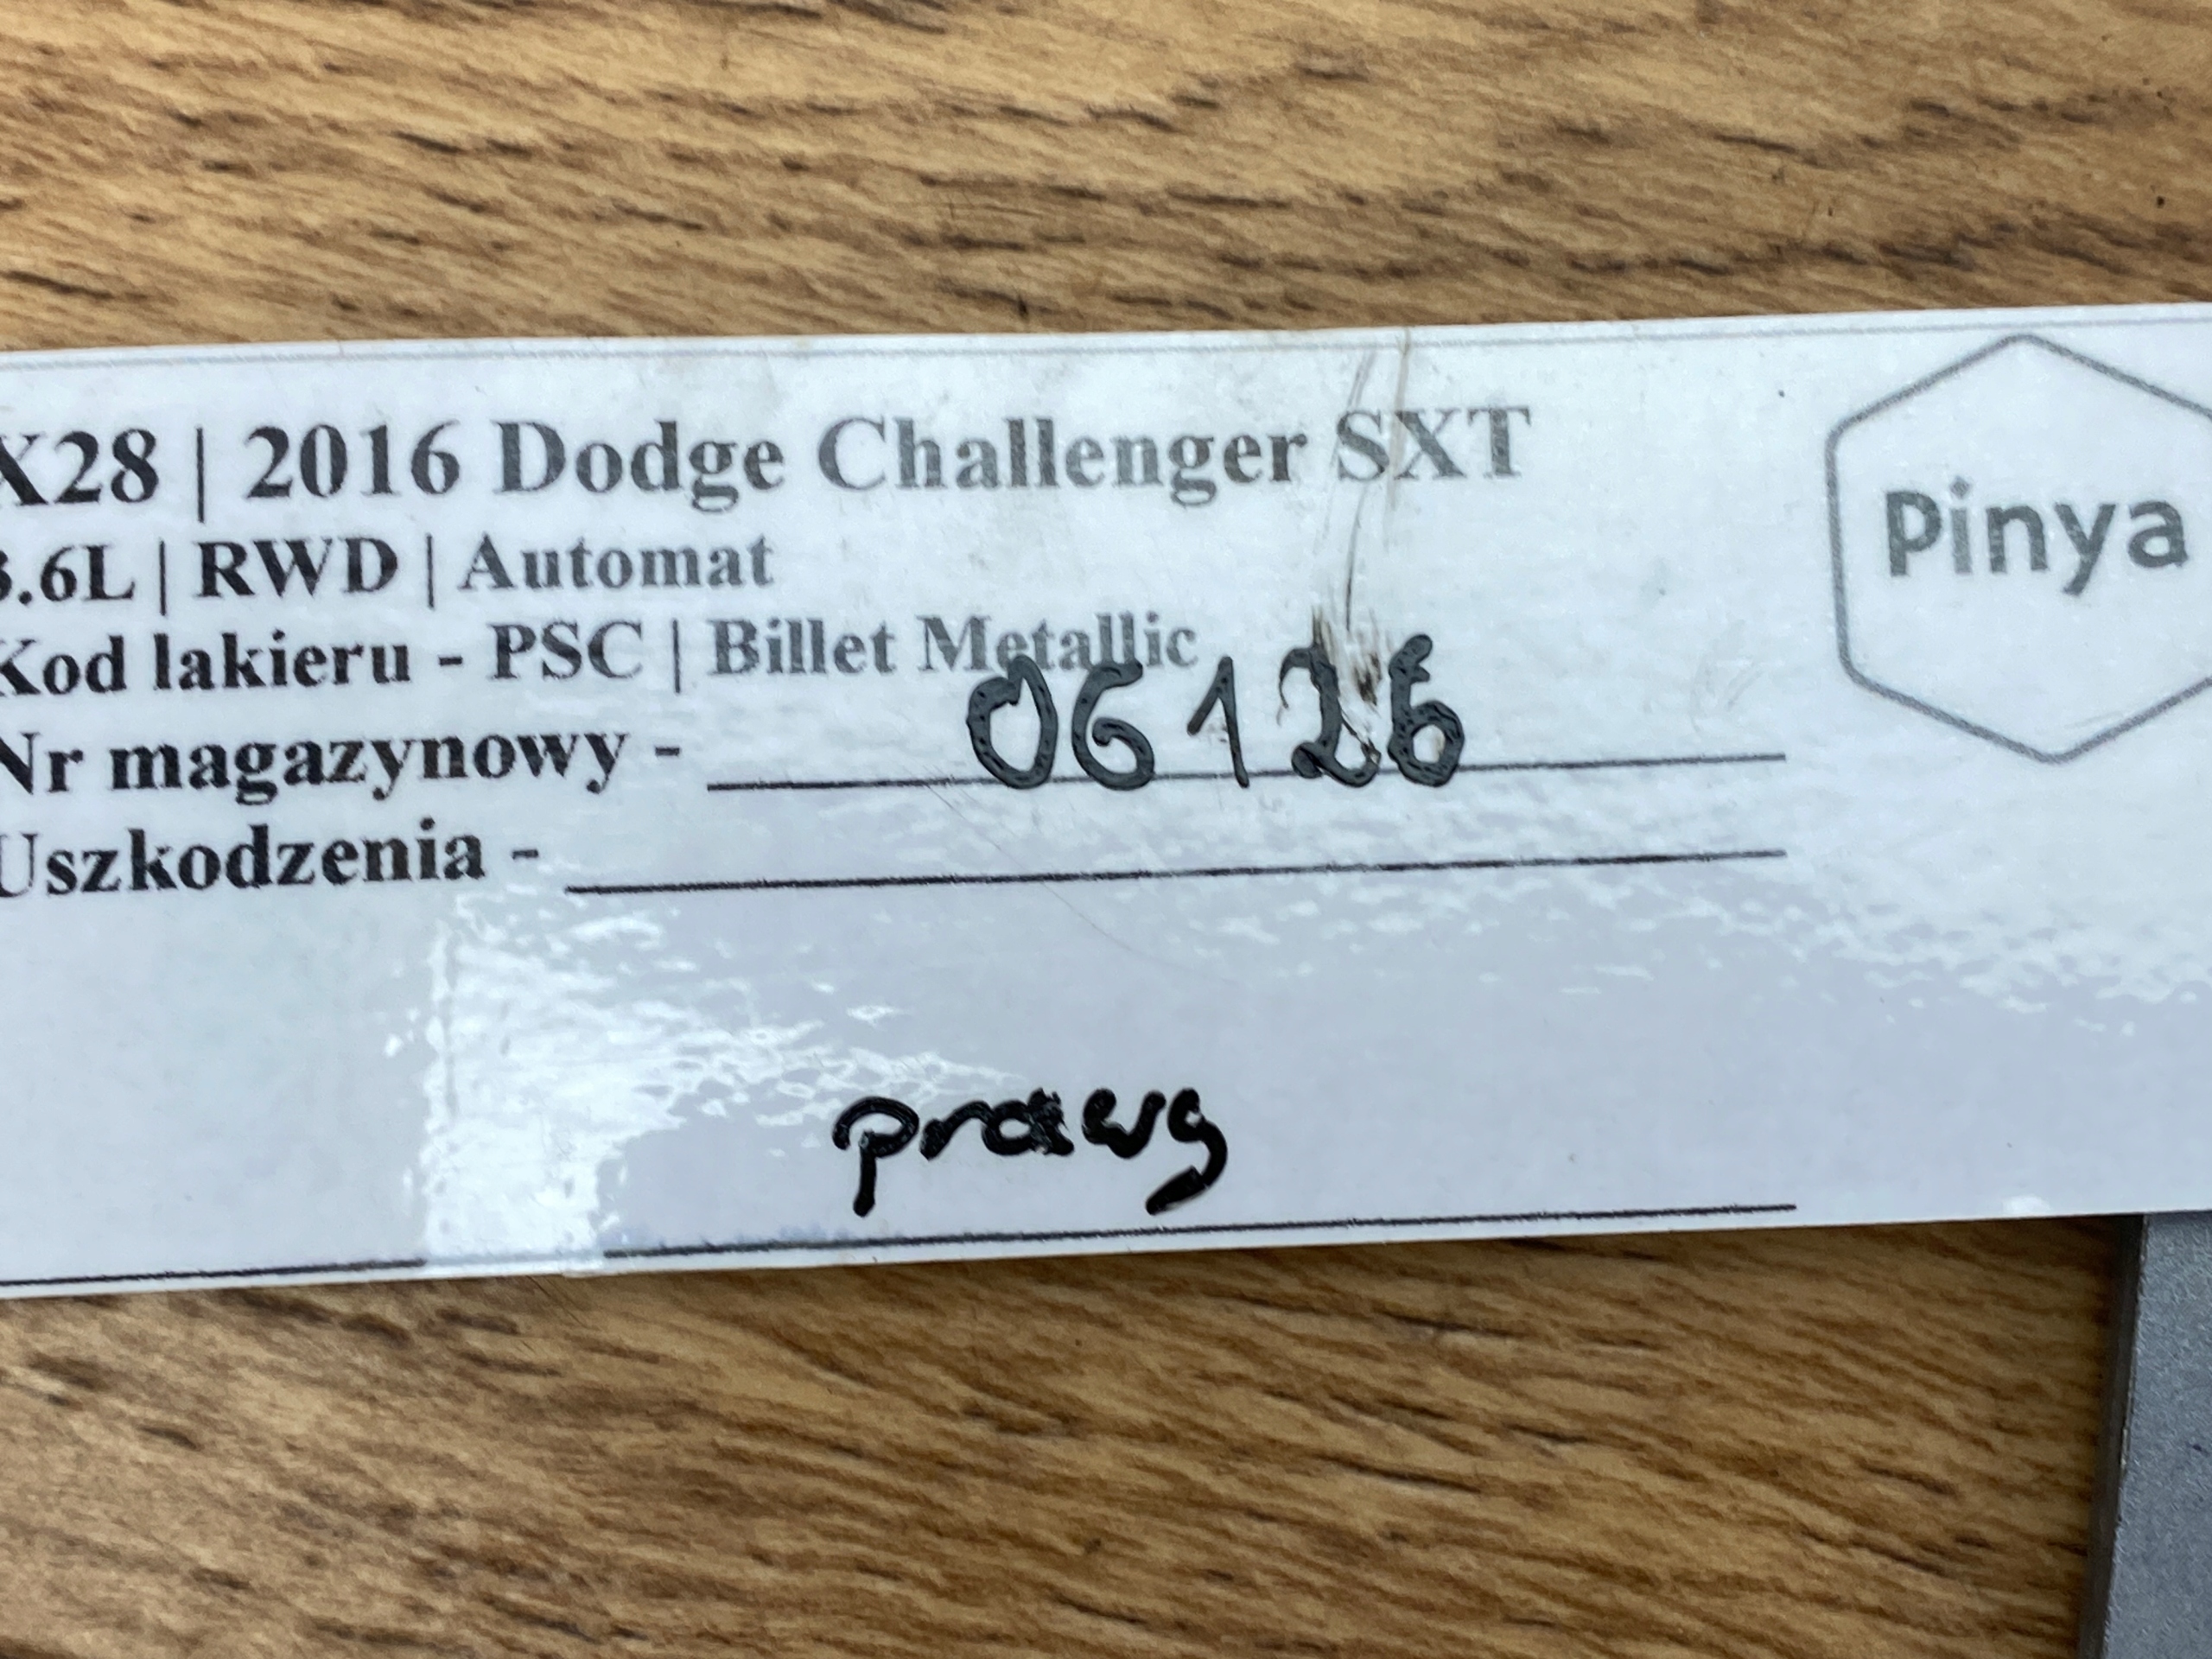 X28 | 2016 Dodge Challenger SXT
3.6L | RWD | Automat
Kod lakieru - PSC | Billet Metallic
Nr magazynowy - 06126
Uszkodzenia -
prawy
Pinya